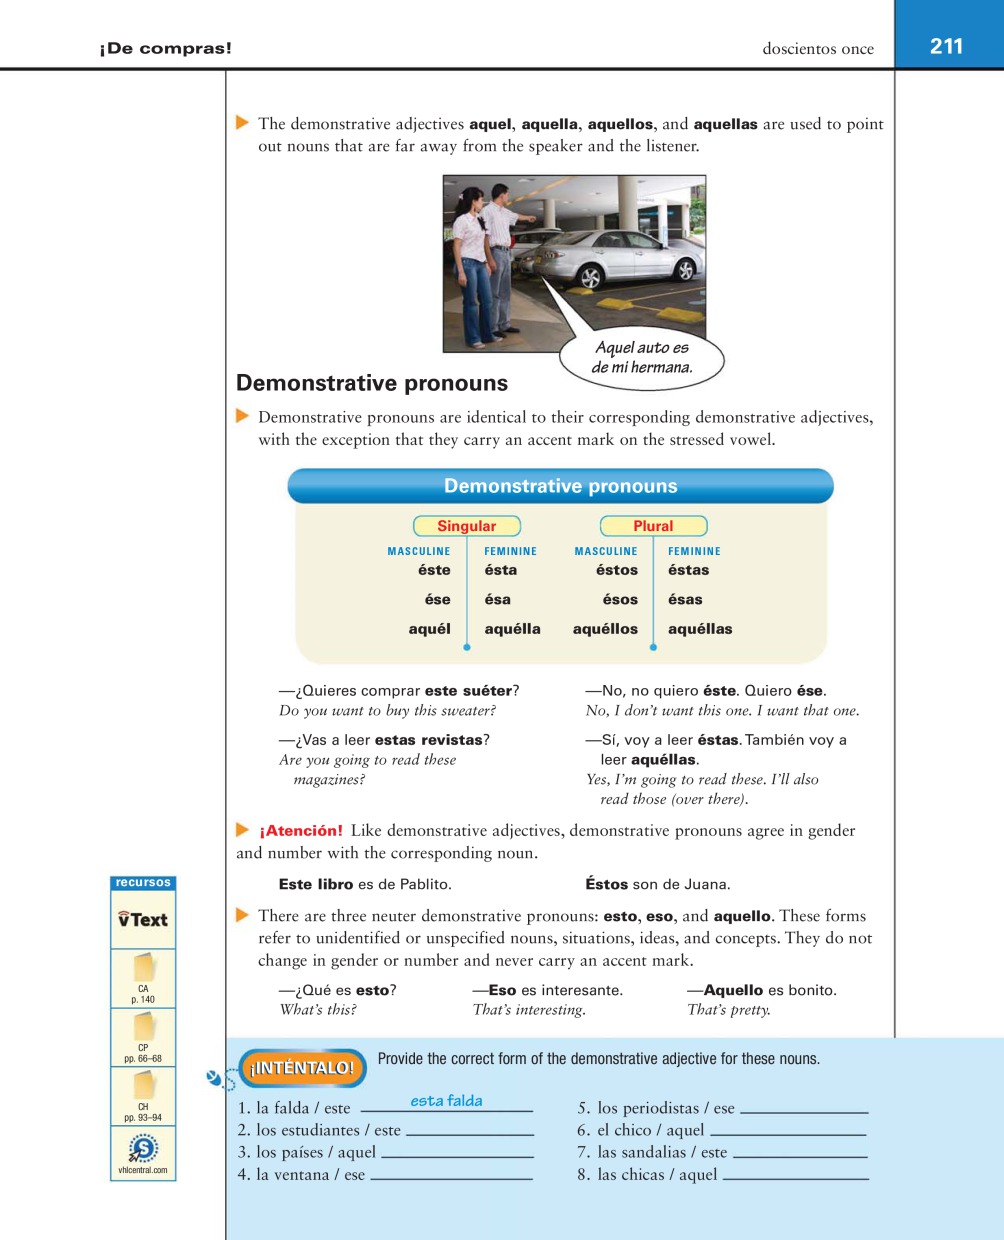 ¡De compras!
doscientos once
211
The demonstrative adjectives aquel, aquella, aquellos, and aquellas are used to point
out nouns that are far away from the speaker and the listener.
Aquel auto es
de mi hermana.
Demonstrative pronouns
Demonstrative pronouns are identical to their corresponding demonstrative adjectives,
with the exception that they carry an accent mark on the stressed vowel.
Demonstrative pronouns
Singular Plural
MASCULINE FEMININE MASCULINE FEMININE
éste ésta éstos éstas
ése ésa ésos ésas
aquél aquélla aquéllos aquéllas
—¿Quieres comprar este suéter?
Do you want to buy this sweater?
—No, no quiero éste. Quiero ése.
No, I don't want this one. I want that one.
—¿Vas a leer estas revistas?
Are you going to read these
magazines?
—Sí, voy a leer éstas. También voy a
leer aquéllas.
Yes, I'm going to read these. I'll also
read those (over there).
¡Atención! Like demonstrative adjectives, demonstrative pronouns agree in gender
and number with the corresponding noun.
Este libro es de Pablito.
Éstos son de Juana.
There are three neuter demonstrative pronouns: esto, eso, and aquello. These forms
refer to unidentified or unspecified nouns, situations, ideas, and concepts. They do not
change in gender or number and never carry an accent mark.
—¿Qué es esto?
What's this?
—Eso es interesante.
That's interesting.
—Aquello es bonito.
That's pretty.
recursos
vText
CA
p. 140
CP
pp. 66–68
CH
pp. 93–94
S
vhlcentral.com
¡INTÉNTALO!
Provide the correct form of the demonstrative adjective for these nouns.
1. la falda / este esta falda
2. los estudiantes / este
3. los países / aquel
4. la ventana / ese
5. los periodistas / ese
6. el chico / aquel
7. las sandalias / este
8. las chicas / aquel